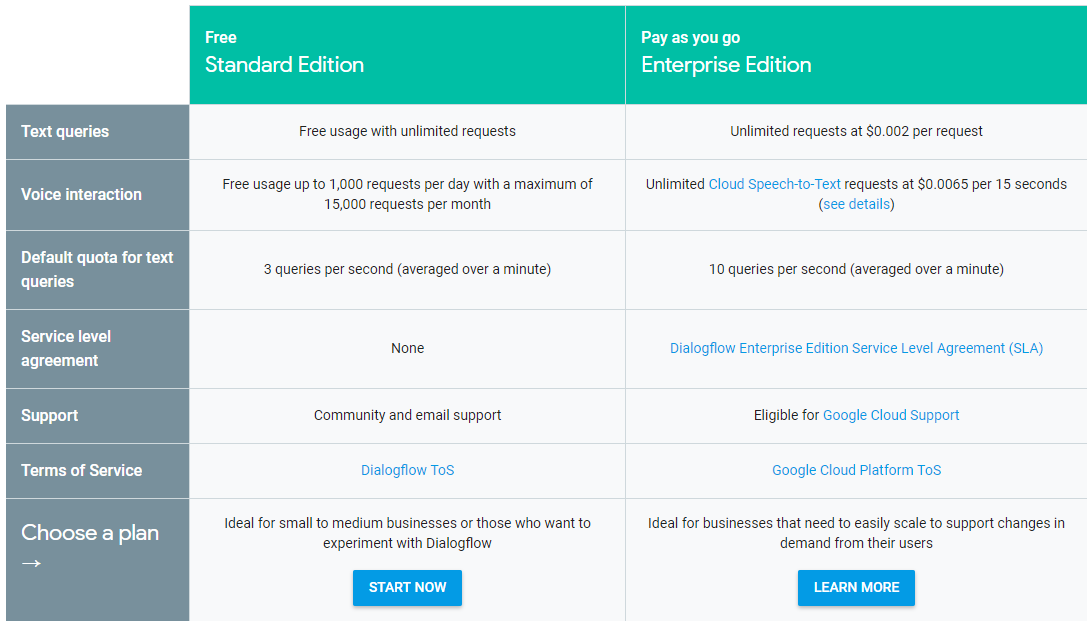 Free
Standard Edition
Pay as you go
Enterprise Edition
Text queries
Free usage with unlimited requests
Unlimited requests at $0.002 per request
Voice interaction
Free usage up to 1,000 requests per day with a maximum of
15,000 requests per month
Unlimited Cloud Speech-to-Text requests at $0.0065 per 15 seconds
(see details)
Default quota for text
queries
3 queries per second (averaged over a minute)
10 queries per second (averaged over a minute)
Service level
agreement
None
Dialogflow Enterprise Edition Service Level Agreement (SLA)
Support
Community and email support
Eligible for Google Cloud Support
Terms of Service
Dialogflow ToS
Google Cloud Platform ToS
Choose a plan
→
Ideal for small to medium businesses or those who want to
experiment with Dialogflow
START NOW
Ideal for businesses that need to easily scale to support changes in
demand from their users
LEARN MORE